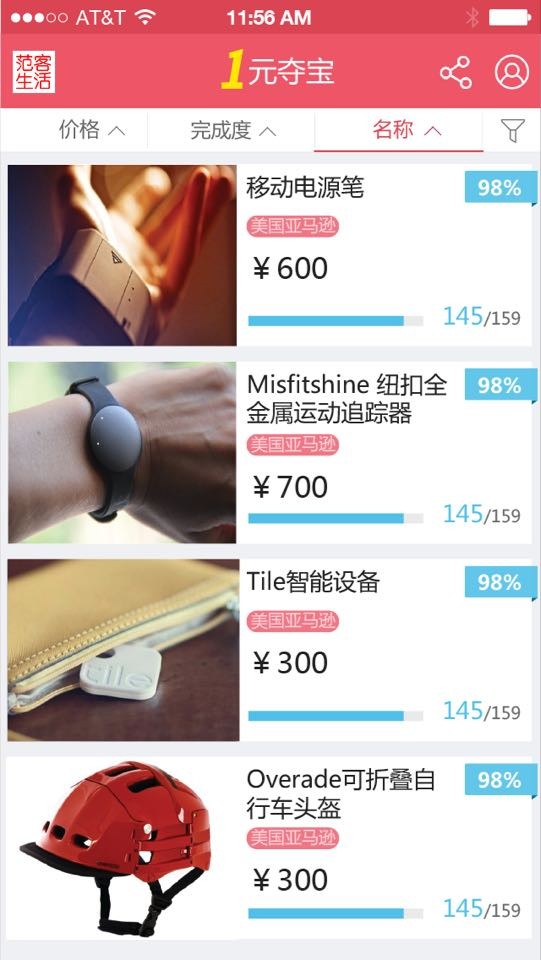 AT&T
11:56 AM
范客
生活
1元夺宝
价格
完成度
名称
移动电源笔
98%
美国亚马逊
￥600
145/159
Misfitshine 纽扣全
金属运动追踪器
98%
美国亚马逊
￥700
145/159
tile
Tile智能设备
98%
美国亚马逊
￥300
145/159
Overade可折叠自
行车头盔
98%
美国亚马逊
￥300
145/159